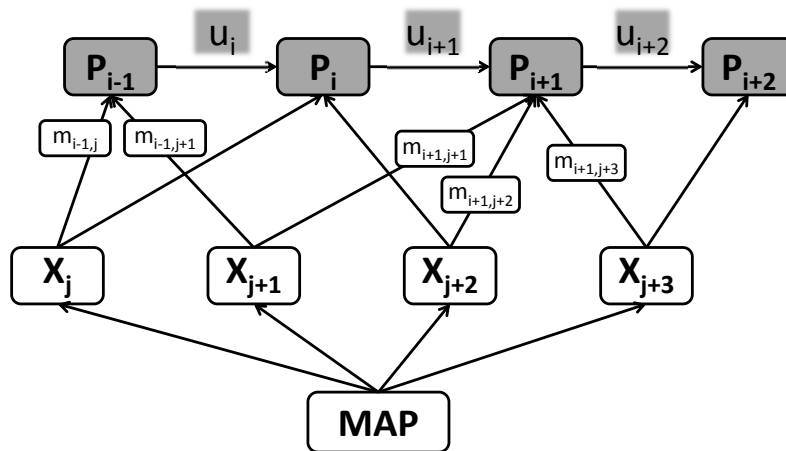 u_i u_{i+1} u_{i+2}
P_{i-1} P_i P_{i+1} P_{i+2}
m_{i-1,j} m_{i-1,j+1} m_{i+1,j+1} m_{i+1,j+3}
m_{i+1,j+2}
X_j X_{j+1} X_{j+2} X_{j+3}
MAP